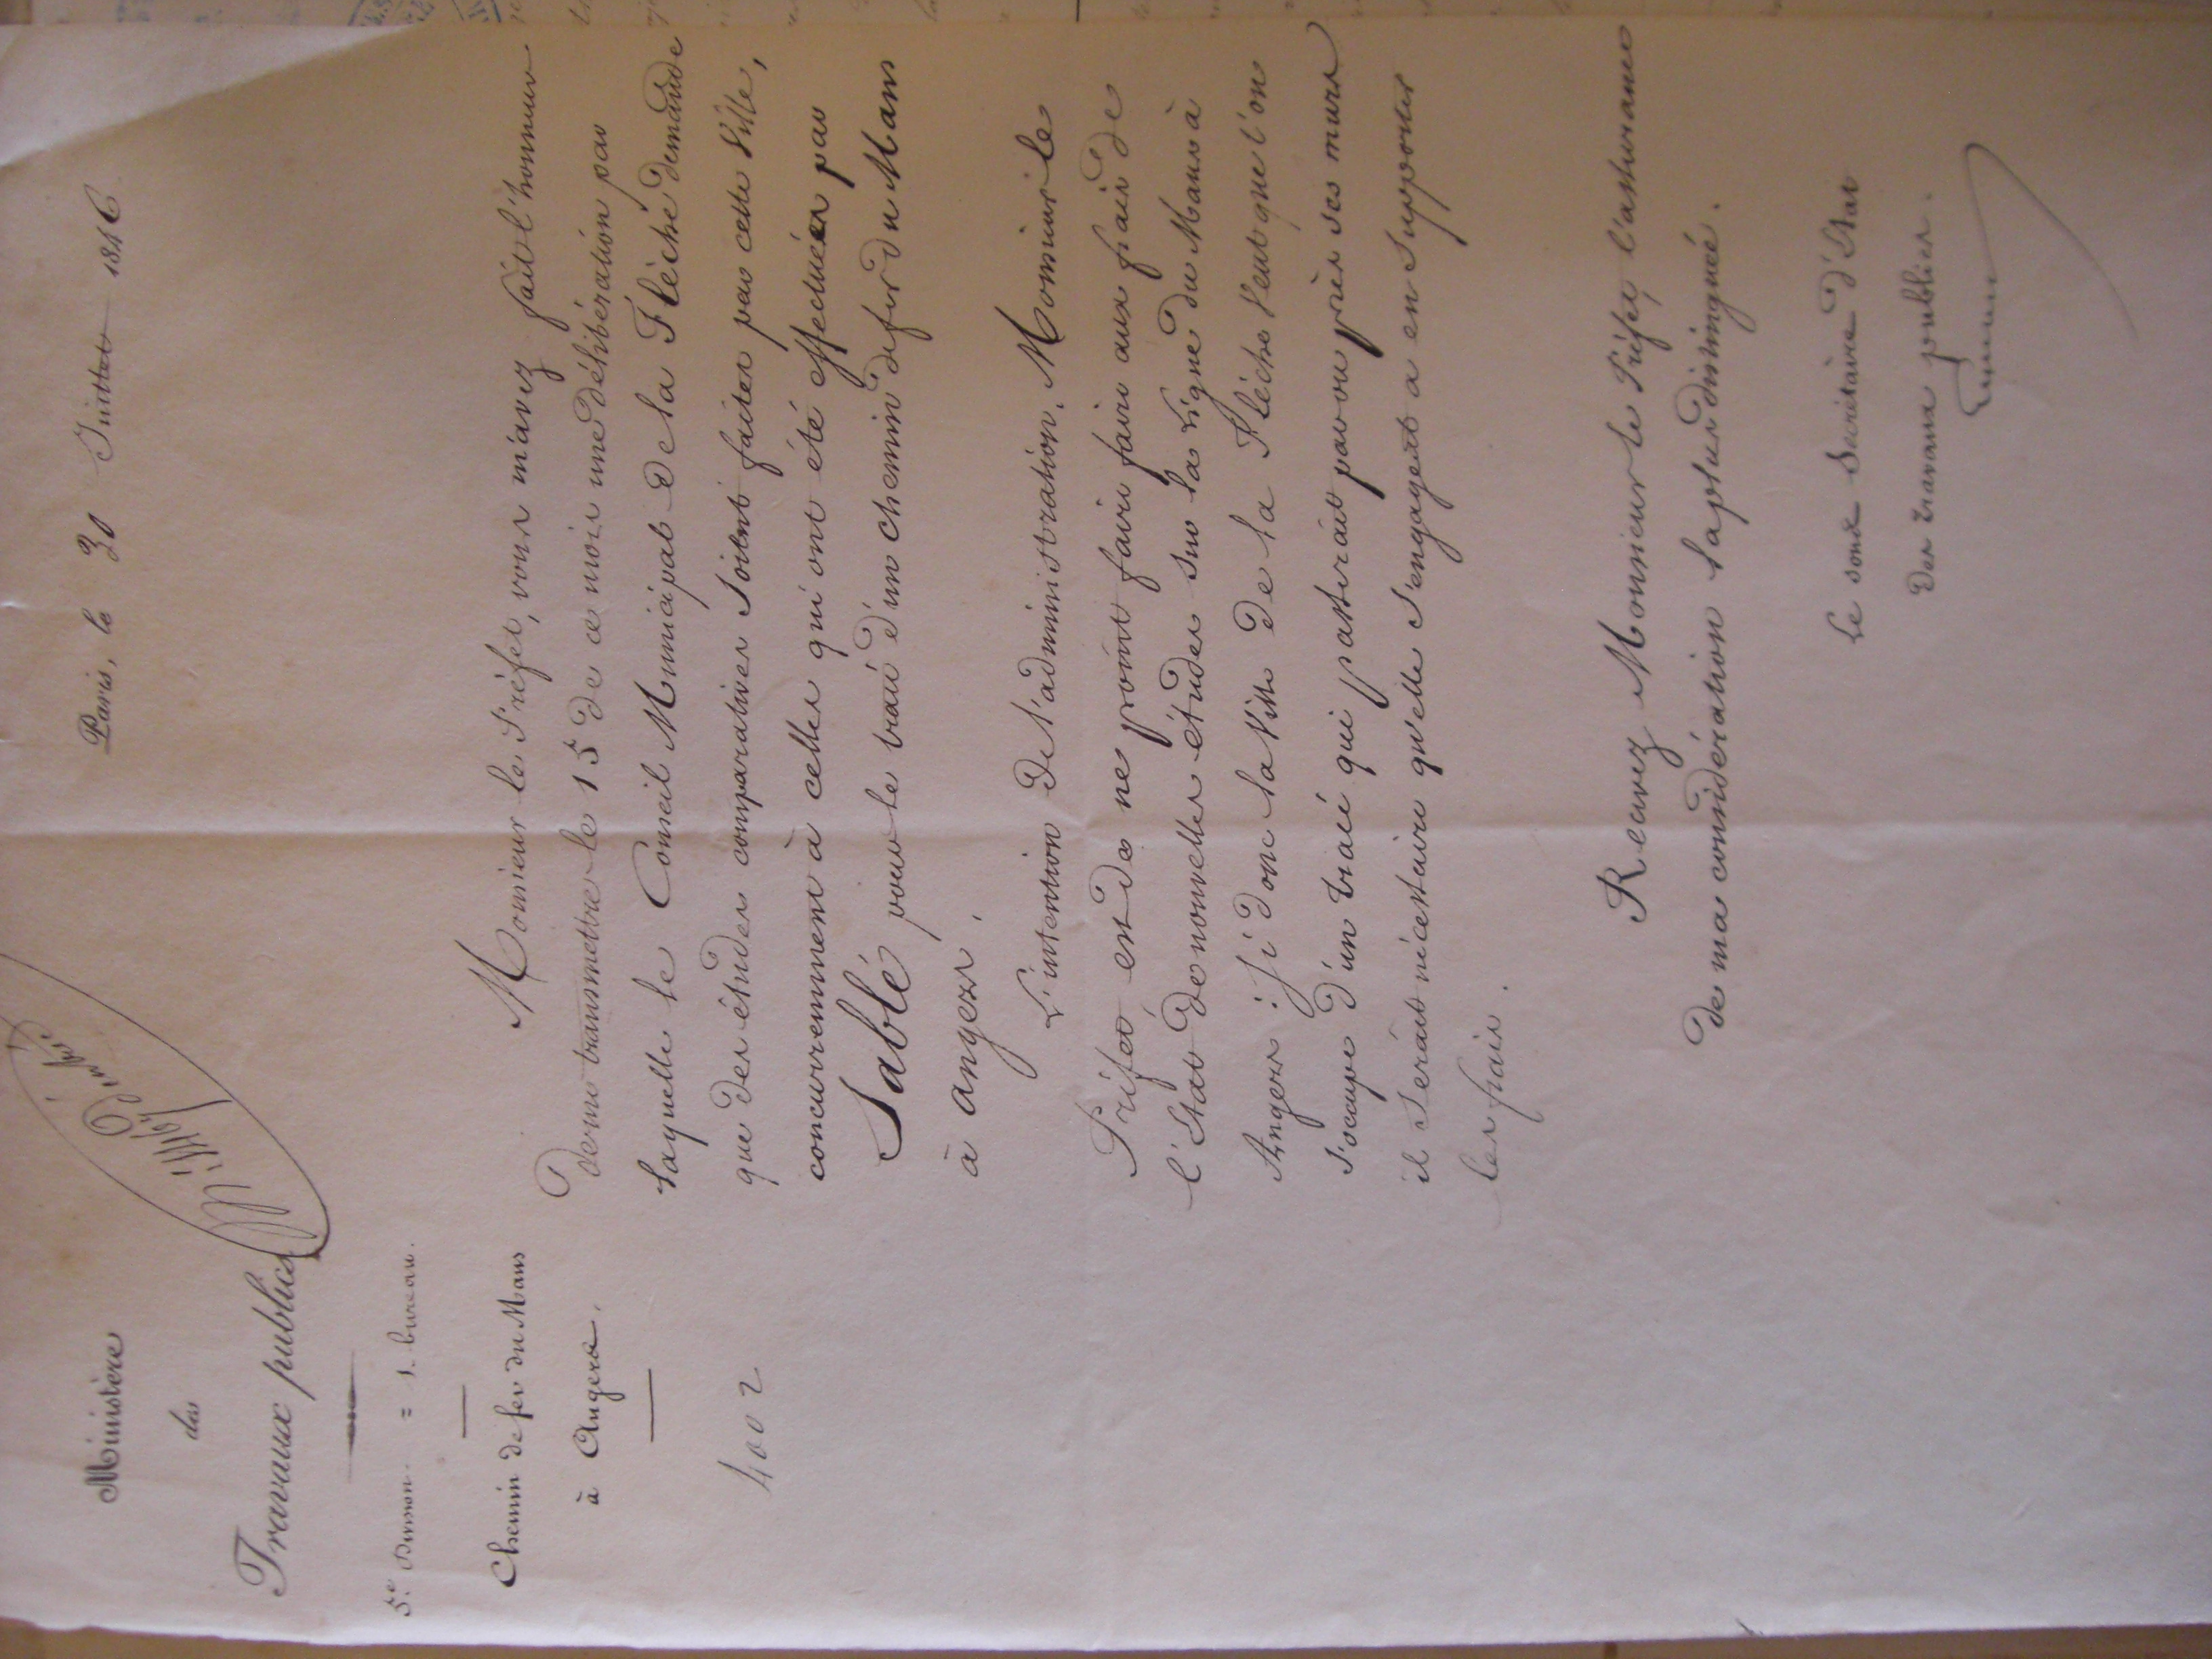 Ministère
des
Travaux publics
5.e Division = 1. bureau.
Chemin de fer du Mans
à Angers.
4002
Paris, le 30 Juillet 1846
Monsieur le Préfet, vous m'avez fait l'honneur
de me transmettre le 15 de ce mois une délibération par
laquelle le Conseil Municipal de la Flèche demande
que des études comparatives soient faites par cette Ville,
concurremment à celles qui ont été effectuées par
Sablé pour le tracé d'un chemin de fer du Mans
à angers.
L'intention de l'administration, Monsieur le
Préfet est de ne point faire faire aux frais de
l'Etat de nouvelles études sur la ligne du Mans à
Angers : si donc la Ville de la Flèche veut que l'on
s'occupe d'un tracé qui passerait par ou près ses murs
il serait nécessaire qu'elle s'engageât a en supporter
les frais.
Recevez Monsieur le Préfet, l'assurance
de ma considération la plus distinguée.
le sous Secrétaire d'Etat
des travaux publics.